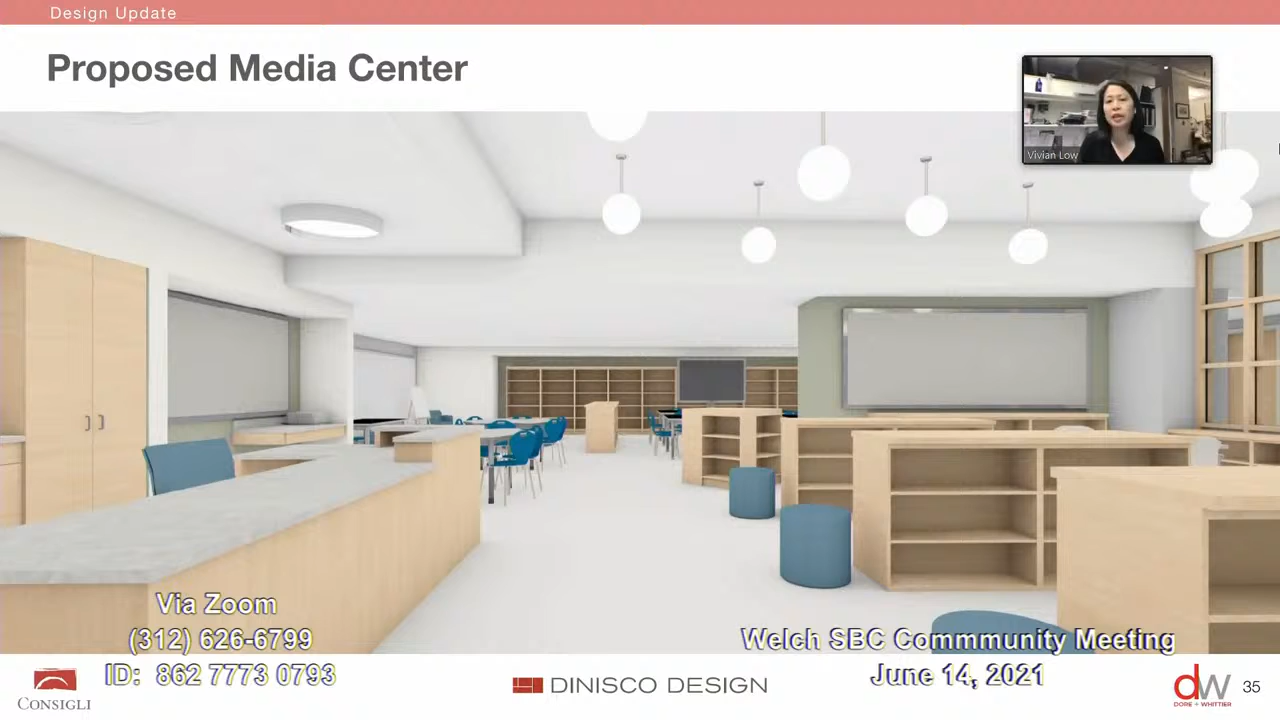 Design Update
Proposed Media Center
Vivian Low
Via Zoom
(312) 626-6799
ID: 862 7773 0793
Welch SBC Commmunity Meeting
June 14, 2021
CONSIGLI
DINISCO DESIGN
dw
DORE + WHITTIER
35